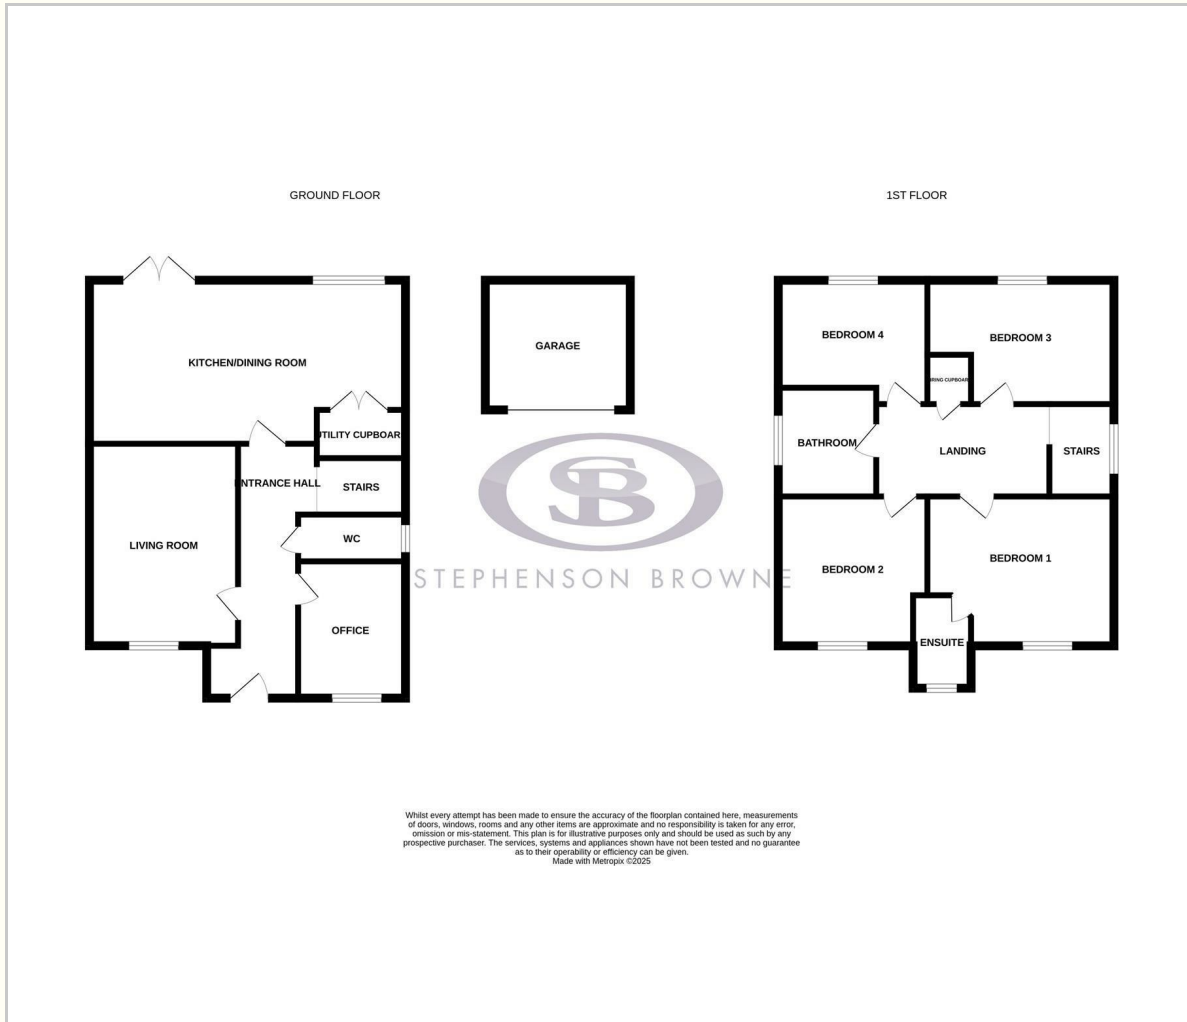 GROUND FLOOR
1ST FLOOR
KITCHEN/DINING ROOM
UTILITY CUPBOAR
ENTRANCE HALL
STAIRS
WC
LIVING ROOM
OFFICE
GARAGE
BEDROOM 4
BEDROOM 3
RING CUPBOAR
BATHROOM
LANDING
STAIRS
BEDROOM 2
BEDROOM 1
ENSUITE
SB
STEPHENSON BROWNE
Whilst every attempt has been made to ensure the accuracy of the floorplan contained here, measurements
of doors, windows, rooms and any other items are approximate and no responsibility is taken for any error,
omission or mis-statement. This plan is for illustrative purposes only and should be used as such by any
prospective purchaser. The services, systems and appliances shown have not been tested and no guarantee
as to their operability or efficiency can be given.
Made with Metropix ©2025